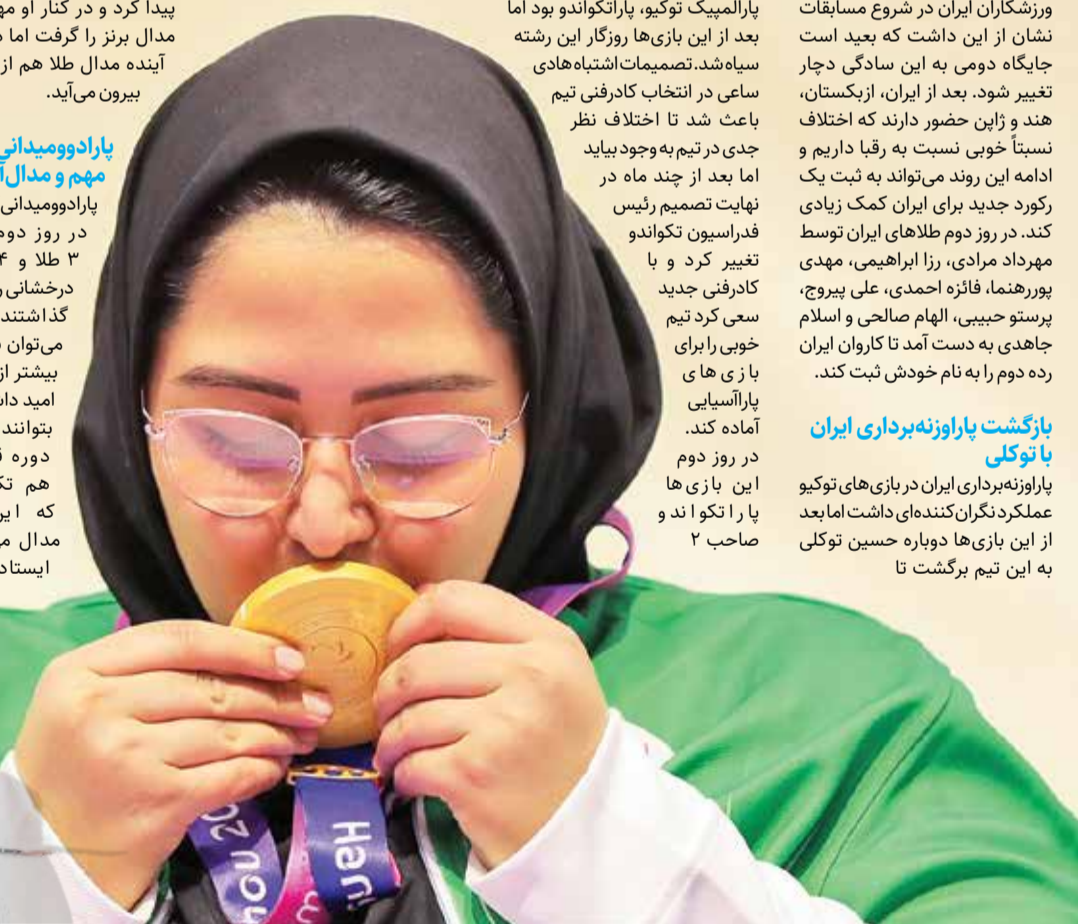 ورزشکاران ایران در شروع مسابقات
نشان از این داشت که بعید است
جایگاه دومی به این سادگی دچار
تغییر شود. بعد از ایران، ازبکستان،
هند و ژاپن حضور دارند که اختلاف
نسبتاً خوبی نسبت به رقبا داریم و
ادامه این روند می‌تواند به ثبت یک
رکورد جدید برای ایران کمک زیادی
کند. در روز دوم طلاهای ایران توسط
مهرداد مرادی، رزا ابراهیمی، مهدی
پوررهنما، فائزه احمدی، علی پیروج،
پرستو حبیبی، الهام صالحی و اسلام
جاهدی به دست آمد تا کاروان ایران
رده دوم را به نام خودش ثبت کند.
بازگشت پاراوزنه‌برداری ایران
با توکلی
پاراوزنه‌برداری ایران در بازی‌های توکیو
عملکرد نگران‌کننده‌ای داشت اما بعد
از این بازی‌ها دوباره حسین توکلی
به این تیم برگشت تا
پارالمپیک توکیو، پاراتکواندو بود اما
بعد از این بازی‌ها روزگار این رشته
سیاه شد. تصمیمات اشتباه هادی
ساعی در انتخاب کادرفنی تیم
باعث شد تا اختلاف نظر
جدی در تیم به وجود بیاید
اما بعد از چند ماه در
نهایت تصمیم رئیس
فدراسیون تکواندو
تغییر کرد و با
کادرفنی جدید
سعی کرد تیم
خوبی را برای
بازی‌های
پاراآسیایی
آماده کند.
در روز دوم
این بازی‌ها
پاراتکواندو
صاحب ۲
پیدا کرد و در کنار او
مدال برنز را گرفت اما
آینده مدال طلا هم از
بیرون می‌آید.
پارادوومیدانی
مهم و
پارادوومیدانی
در روز دوم
۳ طلا و ۴
درخشانی
گذاشتند
می‌توان
بیشتر از
امید
بتوانند
دوره
هم
که
مدال
Han
hou 20